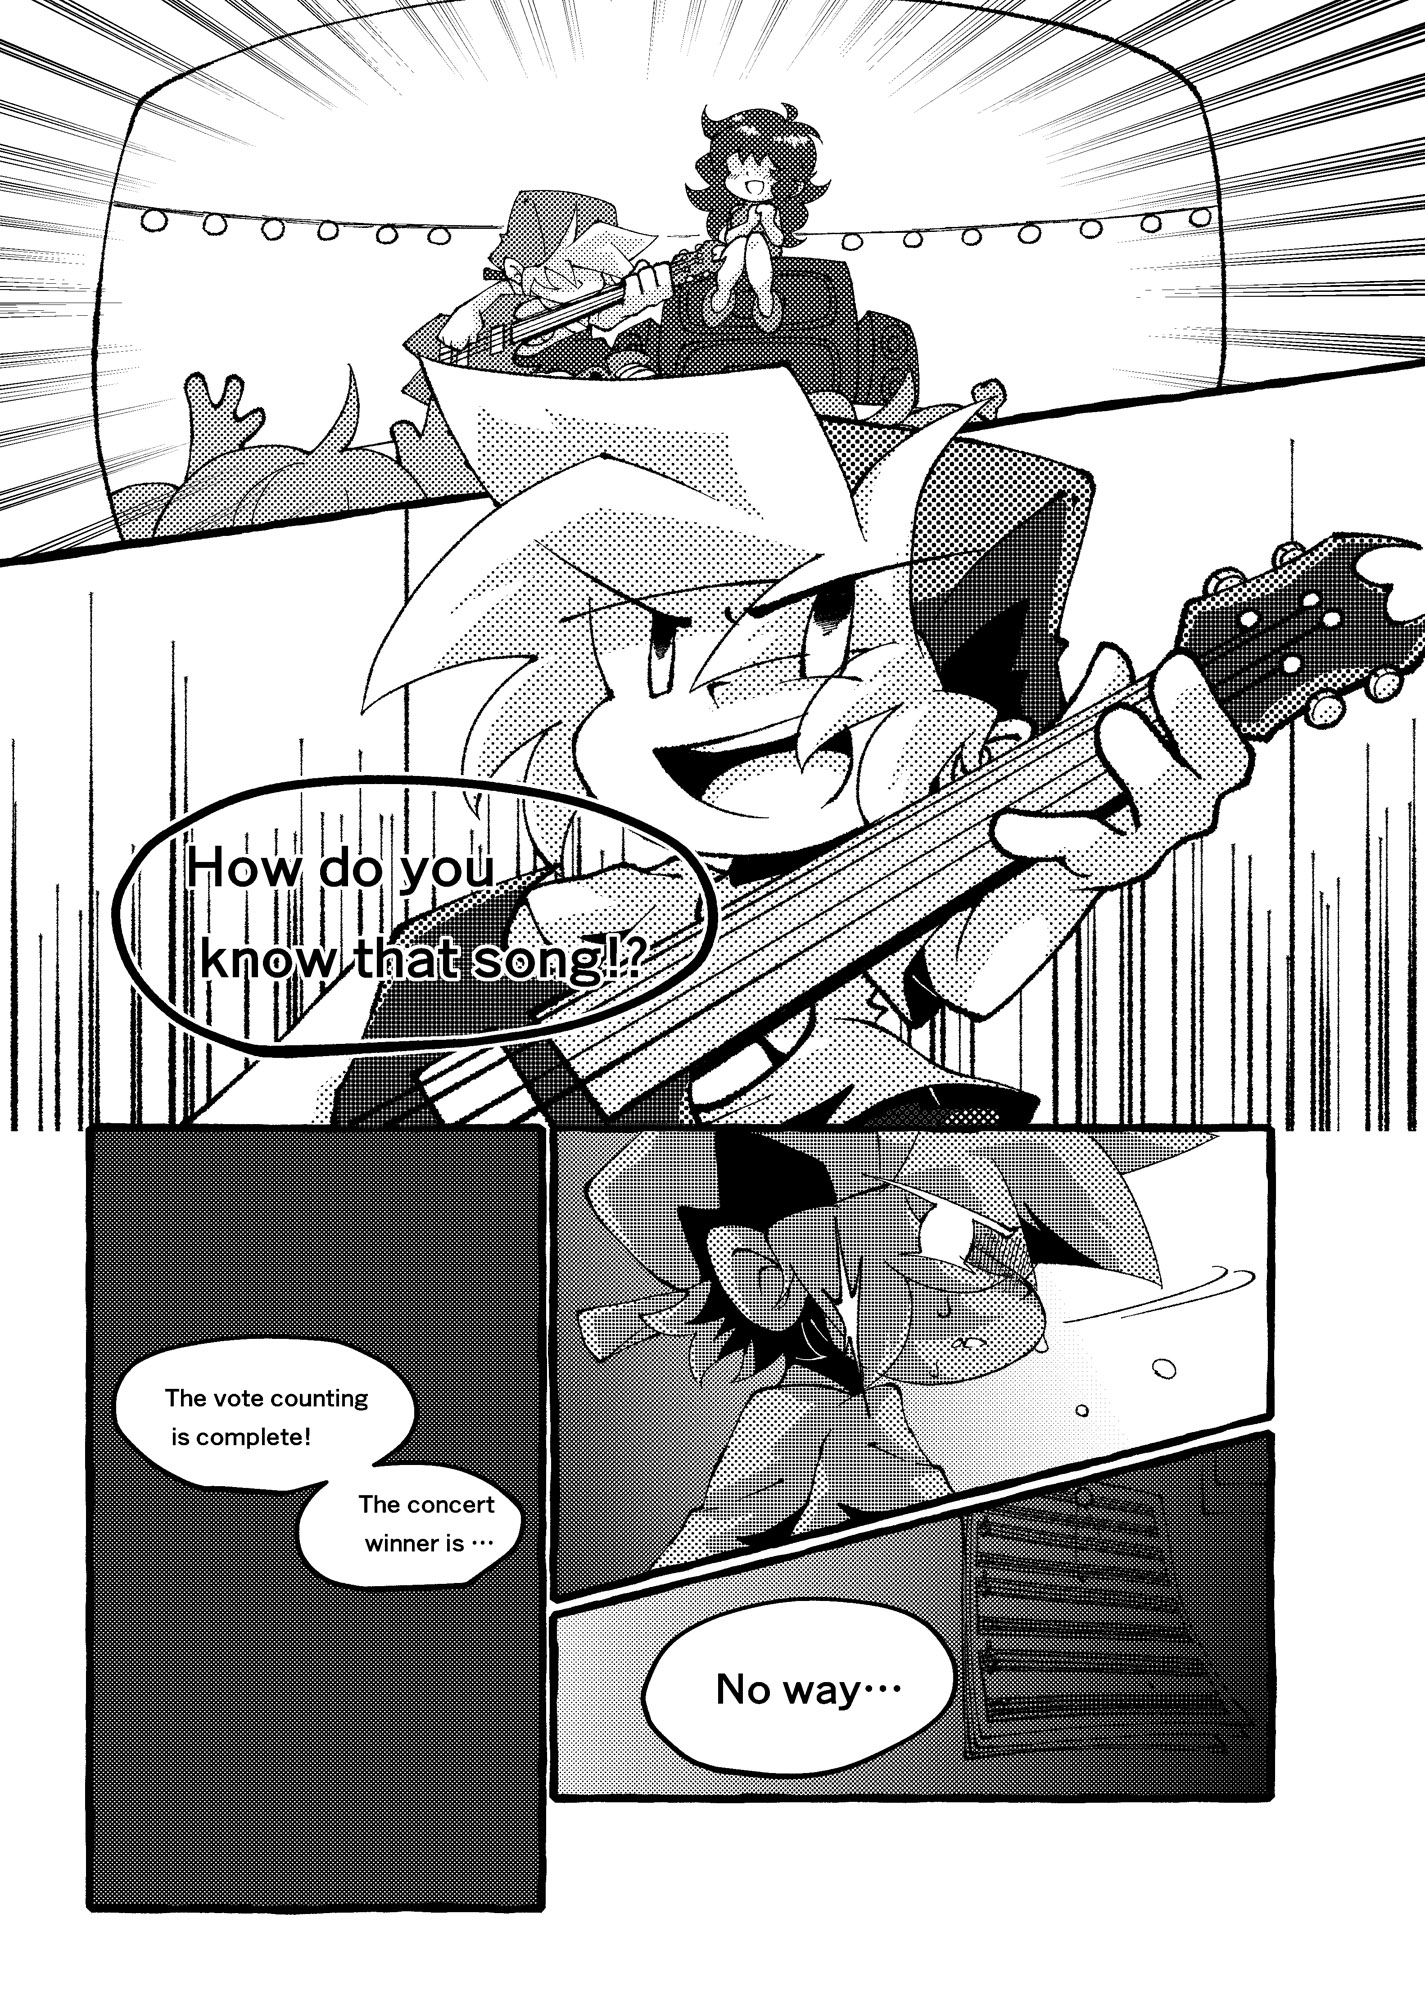 How do you
know that song!?
No way…
The vote counting
is complete!
The concert
winner is …